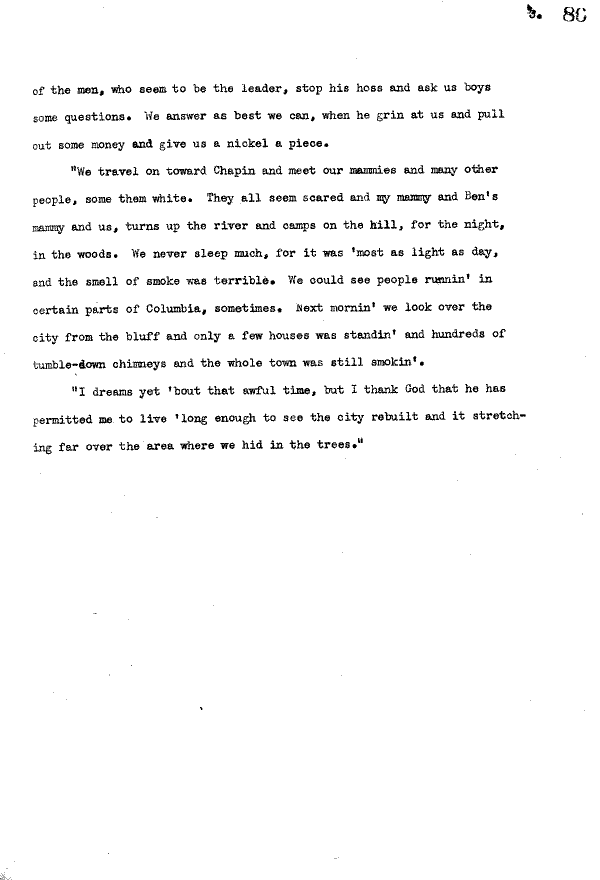 3. 80
of the men, who seem to be the leader, stop his hoss and ask us boys
some questions. We answer as best we can, when he grin at us and pull
out some money and give us a nickel a piece.
"We travel on toward Chapin and meet our mammies and many other
people, some them white. They all seem scared and my mammy and Ben's
mammy and us, turns up the river and camps on the hill, for the night,
in the woods. We never sleep much, for it was 'most as light as day,
and the smell of smoke was terrible. We could see people runnin' in
certain parts of Columbia, sometimes. Next mornin' we look over the
city from the bluff and only a few houses was standin' and hundreds of
tumble-down chimneys and the whole town was still smokin'.
"I dreams yet 'bout that awful time, but I thank God that he has
permitted me to live 'long enough to see the city rebuilt and it stretch-
ing far over the area where we hid in the trees."